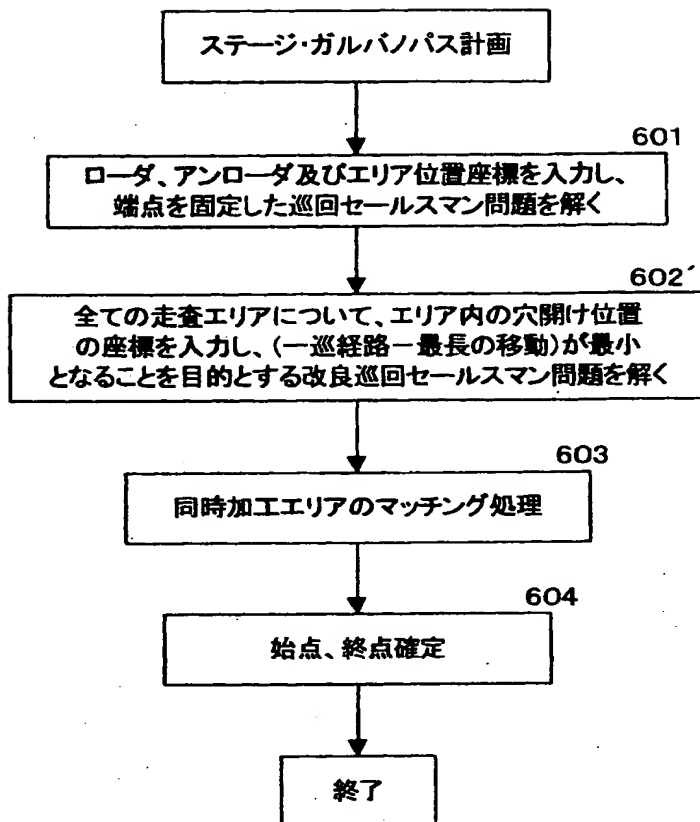 ステージ・ガルバノパス計画
601
ローダ、アンローダ及びエリア位置座標を入力し、
端点を固定した巡回セールスマン問題を解く
602´
全ての走査エリアについて、エリア内の穴開け位置
の座標を入力し、(一巡経路－最長の移動)が最小
となることを目的とする改良巡回セールスマン問題を解く
603
同時加工エリアのマッチング処理
604
始点、終点確定
終了